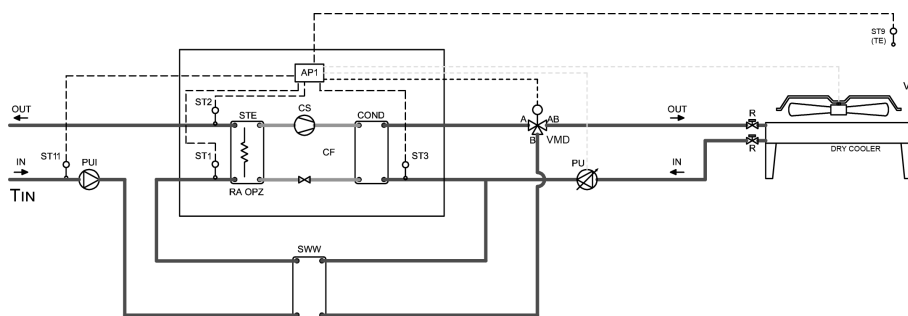 ST9
(TE)
AP1
V
OUT
ST2
STE
CS
COND
A
AB
OUT
R
B
VMD
CF
IN
ST11
PUI
ST1
ST3
PU
IN
R
DRY COOLER
TIN
RA OPZ
SWW